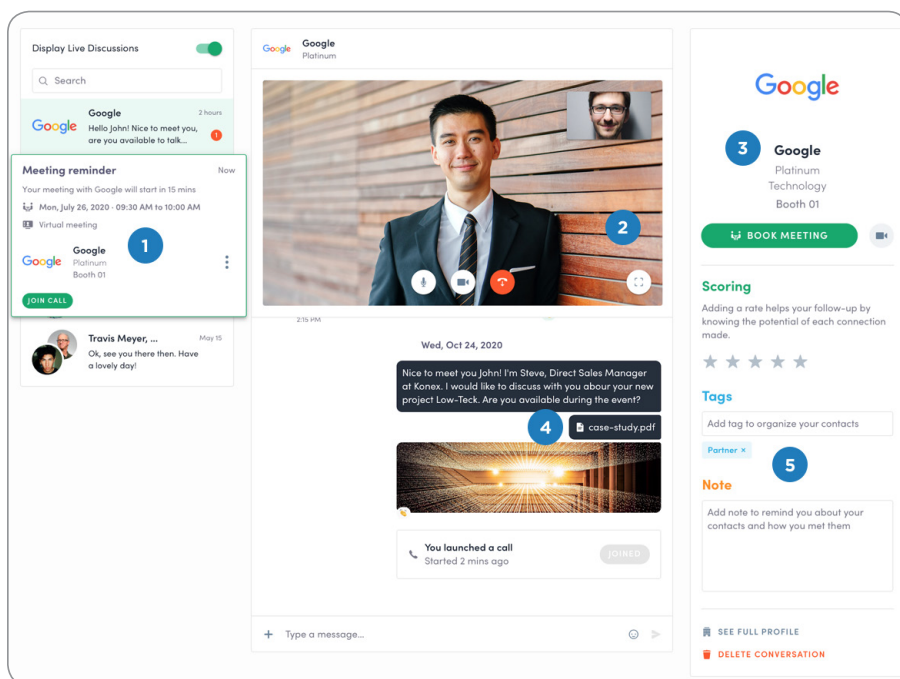 Display Live Discussions
Search
Google
Google
2 hours
Hello John! Nice to meet you,
are you available to talk...
1
Meeting reminder
Now
Your meeting with Google will start in 15 mins
Mon, July 26, 2020 · 09:30 AM to 10:00 AM
Virtual meeting
1
Google
Google
Platinum
Booth 01
JOIN CALL
Travis Meyer, ...
May 15
Ok, see you there then. Have
a lovely day!
Google
Google
Platinum
2
2:15 PM
Wed, Oct 24, 2020
Nice to meet you John! I'm Steve, Direct Sales Manager
at Konex. I would like to discuss with you abour your new
project Low-Teck. Are you available during the event?
4
case-study.pdf
You launched a call
Started 2 mins ago
JOINED
Type a message...
Google
3
Google
Platinum
Technology
Booth 01
BOOK MEETING
Scoring
Adding a rate helps your follow-up by
knowing the potential of each connection
made.
Tags
Add tag to organize your contacts
Partner ×
5
Note
Add note to remind you about your
contacts and how you met them
SEE FULL PROFILE
DELETE CONVERSATION